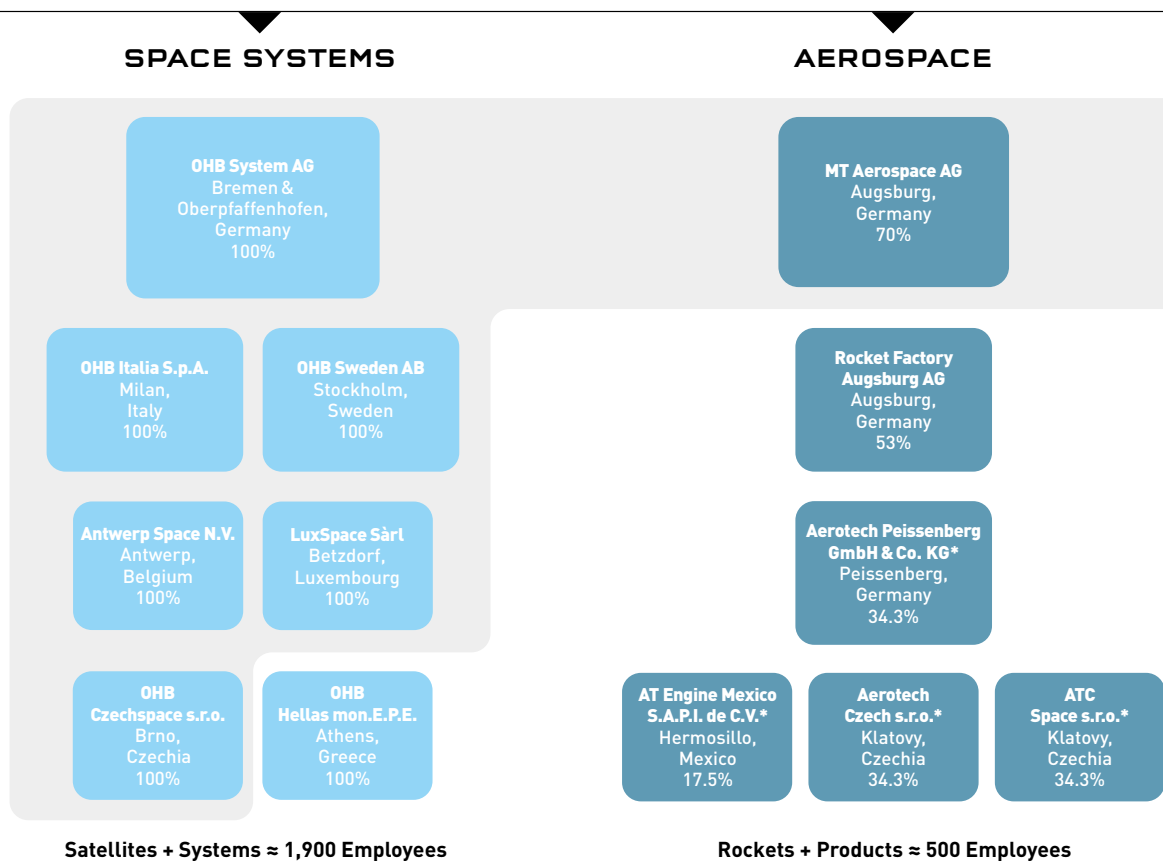 SPACE SYSTEMS
OHB System AG
Bremen &
Oberpfaffenhofen,
Germany
100%
OHB Italia S.p.A.
Milan,
Italy
100%
OHB Sweden AB
Stockholm,
Sweden
100%
Antwerp Space N.V.
Antwerp,
Belgium
100%
LuxSpace Sàrl
Betzdorf,
Luxembourg
100%
OHB
Czechspace s.r.o.
Brno,
Czechia
100%
OHB
Hellas mon.E.P.E.
Athens,
Greece
100%
Satellites + Systems ≈ 1,900 Employees
AEROSPACE
MT Aerospace AG
Augsburg,
Germany
70%
Rocket Factory
Augsburg AG
Augsburg,
Germany
53%
Aerotech Peissenberg
GmbH & Co. KG*
Peissenberg,
Germany
34.3%
AT Engine Mexico
S.A.P.I. de C.V.*
Hermosillo,
Mexico
17.5%
Aerotech
Czech s.r.o.*
Klatovy,
Czechia
34.3%
ATC
Space s.r.o.*
Klatovy,
Czechia
34.3%
Rockets + Products ≈ 500 Employees